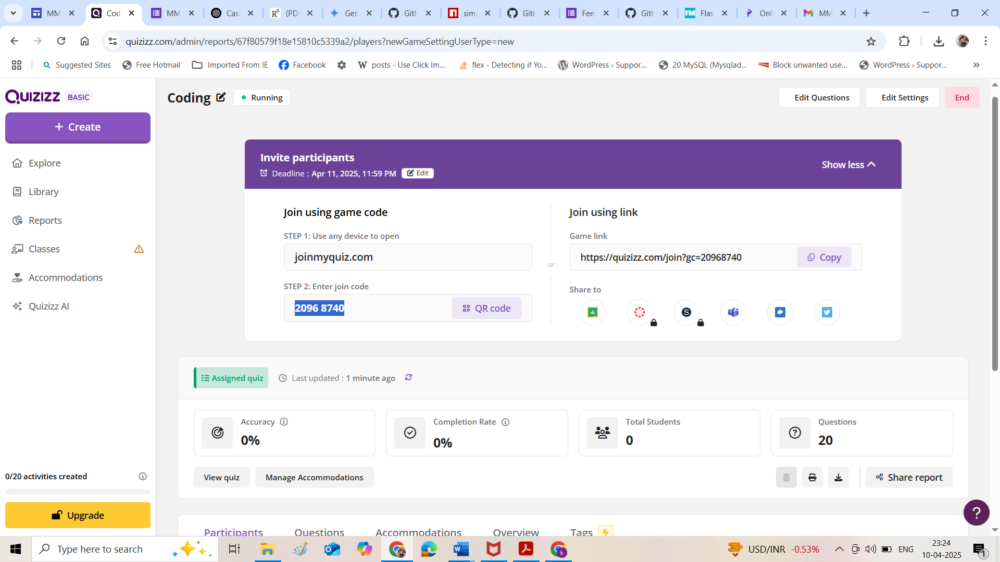 MM
Cod
MM
Cas
(PD
Gen
GitH
sim
GitH
Fee
GitH
Flas
Onl
MM
quizizz.com/admin/reports/67f80579f18e15810c5339a2/players?newGameSettingUserType=new
Suggested Sites
Free Hotmail
Imported From IE
Facebook
posts - Use Click Im...
flex - Detecting if Yo...
WordPress › Suppor...
20 MySQL (Mysqlad...
Block unwanted use...
WordPress › Suppor...
Quizizz BASIC
Coding
Running
Edit Questions
Edit Settings
End
+ Create
Explore
Library
Reports
Classes
Accommodations
Quizizz AI
0/20 activities created
Upgrade
Invite participants
Deadline : Apr 11, 2025, 11:59 PM
Edit
Show less
Join using game code
STEP 1: Use any device to open
joinmyquiz.com
STEP 2: Enter join code
2096 8740
QR code
or
Join using link
Game link
https://quizizz.com/join?gc=20968740
Copy
Share to
Assigned quiz
Last updated : 1 minute ago
Accuracy
0%
Completion Rate
0%
Total Students
0
Questions
20
View quiz
Manage Accommodations
Share report
Participants
Questions
Accommodations
Overview
Tags
?
Type here to search
USD/INR -0.53%
ENG
23:24
10-04-2025
1